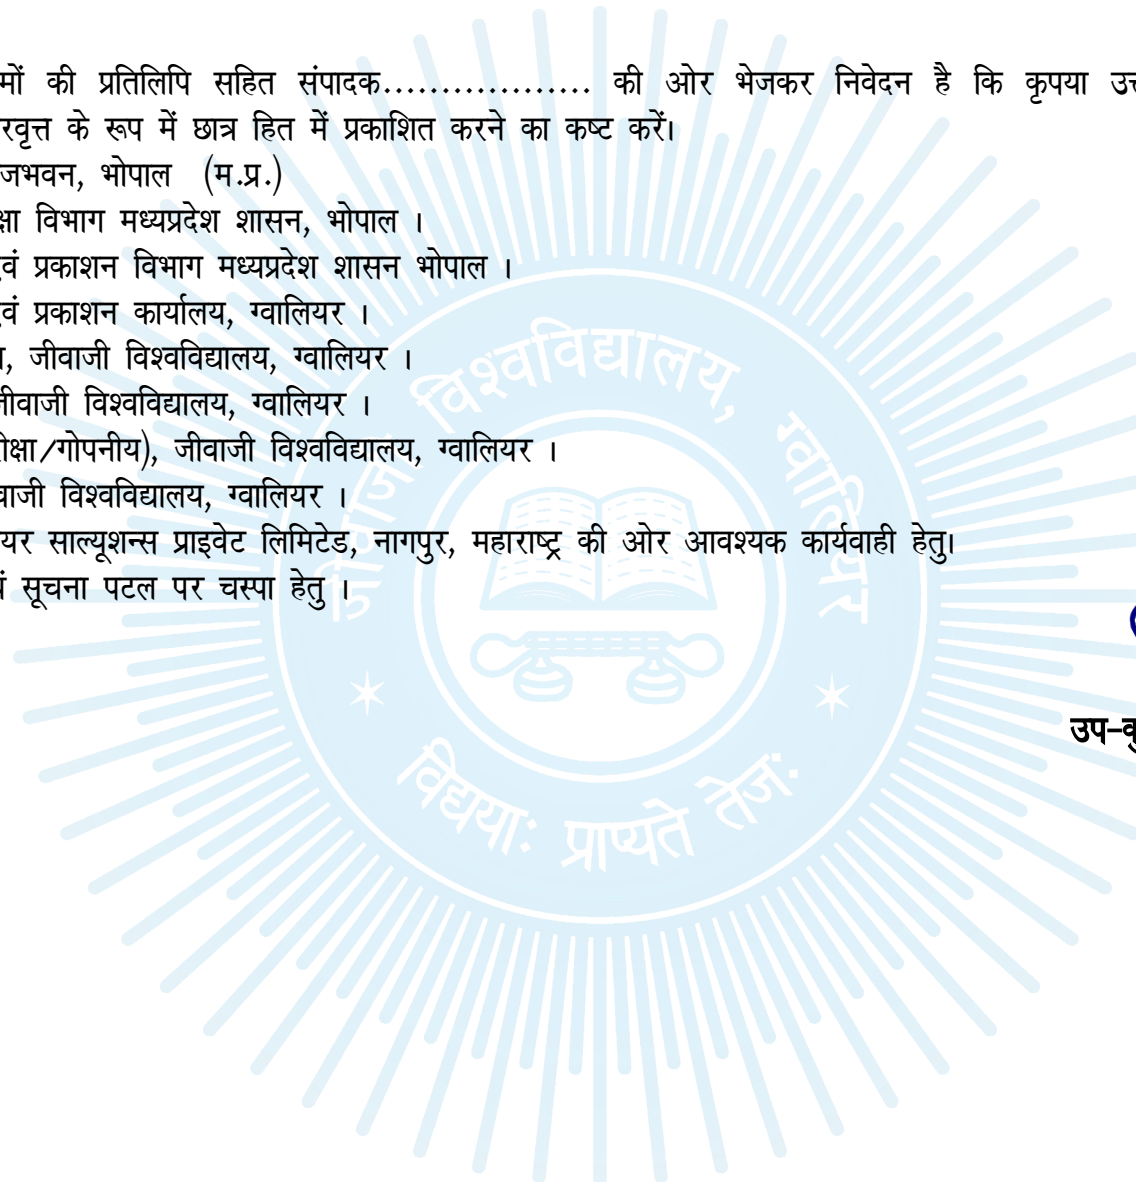 मों की प्रतिलिपि सहित संपादक.................. की ओर भेजकर निवेदन है कि कृपया
रवृत्त के रूप में छात्र हित में प्रकाशित करने का कष्ट करें।
जभवन, भोपाल (म.प्र.)
क्षा विभाग मध्यप्रदेश शासन, भोपाल ।
वं प्रकाशन विभाग मध्यप्रदेश शासन भोपाल ।
वं प्रकाशन कार्यालय, ग्वालियर ।
, जीवाजी विश्वविद्यालय, ग्वालियर ।
जीवाजी विश्वविद्यालय, ग्वालियर ।
क्षा/गोपनीय), जीवाजी विश्वविद्यालय, ग्वालियर ।
वाजी विश्वविद्यालय, ग्वालियर ।
यर साल्यूशन्स प्राइवेट लिमिटेड, नागपुर, महाराष्ट्र की ओर आवश्यक कार्यवाही हेतु।
वं सूचना पटल पर चस्पा हेतु ।
उप-कु
जीवाजी विश्वविद्यालय, ग्वालियर
विद्ययाः प्राप्यते तेजः